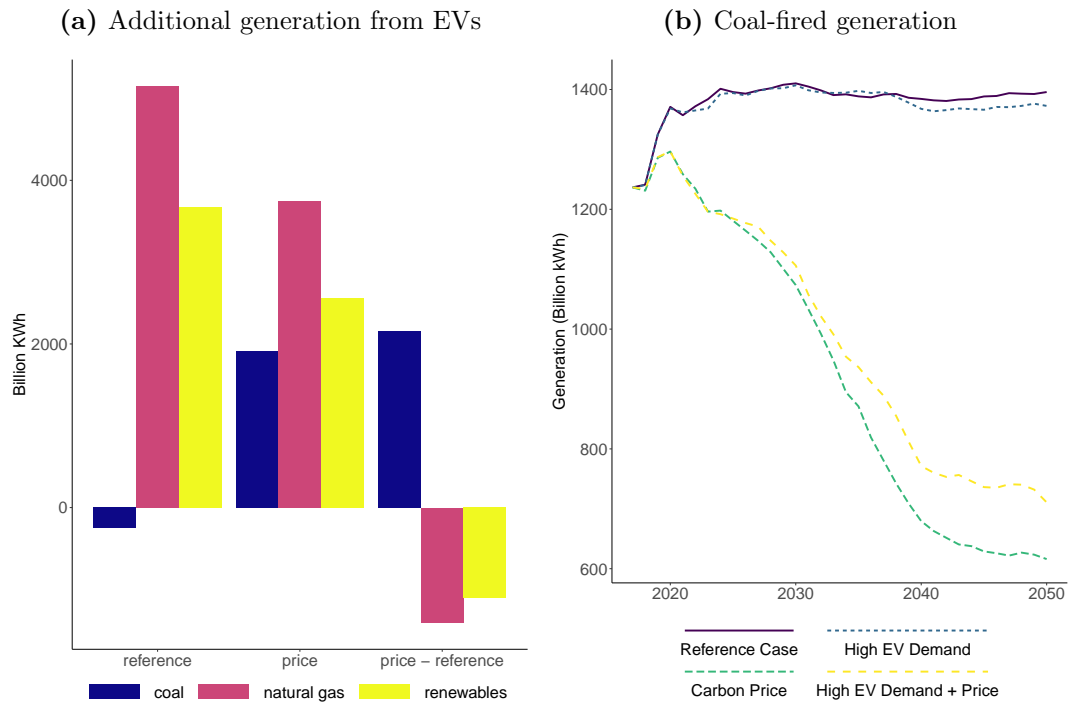 (a) Additional generation from EVs
Billion KWh
4000
2000
0
reference
price
price − reference
coal
natural gas
renewables
(b) Coal-fired generation
Generation (Billion kWh)
1400
1200
1000
800
600
2020
2030
2040
2050
Reference Case
High EV Demand
Carbon Price
High EV Demand + Price